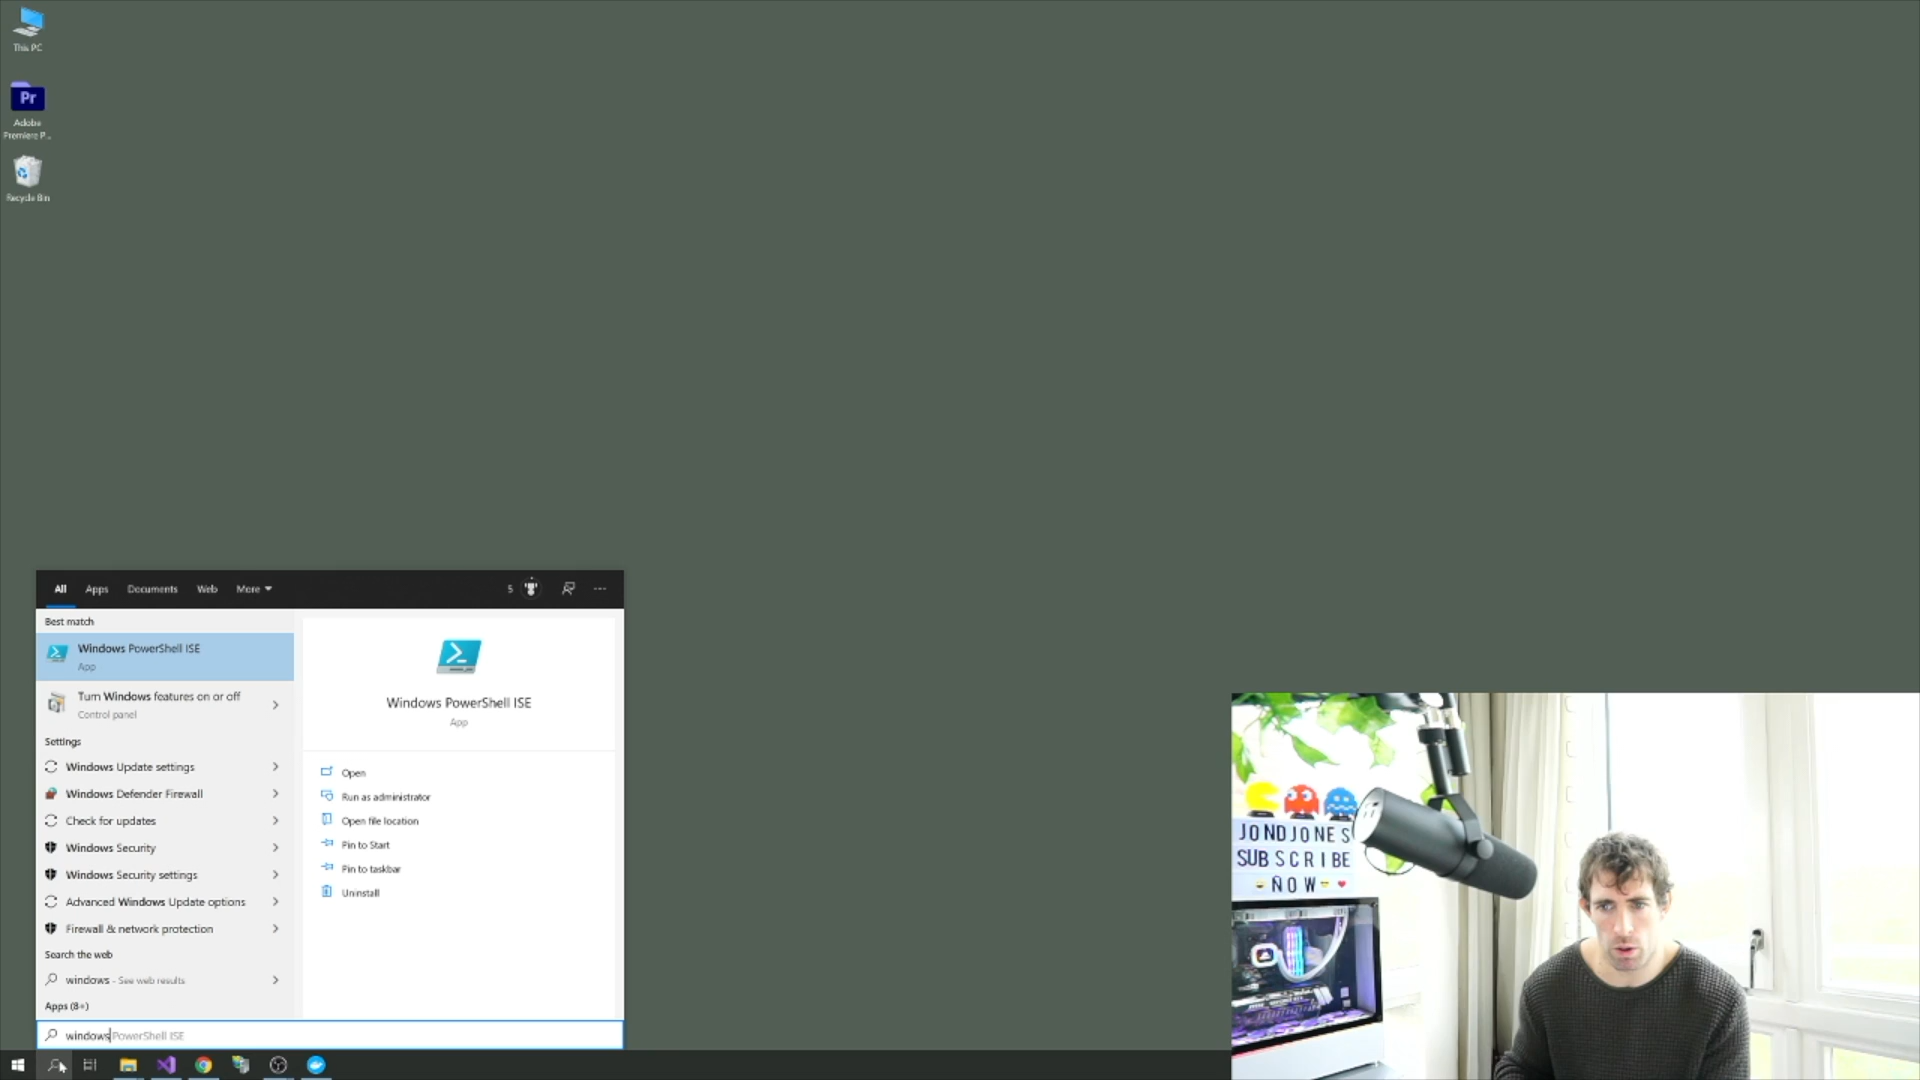 This PC
Pr
Adobe
Premiere P...
Recycle Bin
All
Apps
Documents
Web
More
5
Best match
Windows PowerShell ISE
App
Turn Windows features on or off
Control panel
Settings
Windows Update settings
Windows Defender Firewall
Check for updates
Windows Security
Windows Security settings
Advanced Windows Update options
Firewall & network protection
Search the web
windows - See web results
Apps (8+)
windows PowerShell ISE
Windows PowerShell ISE
App
Open
Run as administrator
Open file location
Pin to Start
Pin to taskbar
Uninstall
JONDJONES
SUBSCRIBE
NOW